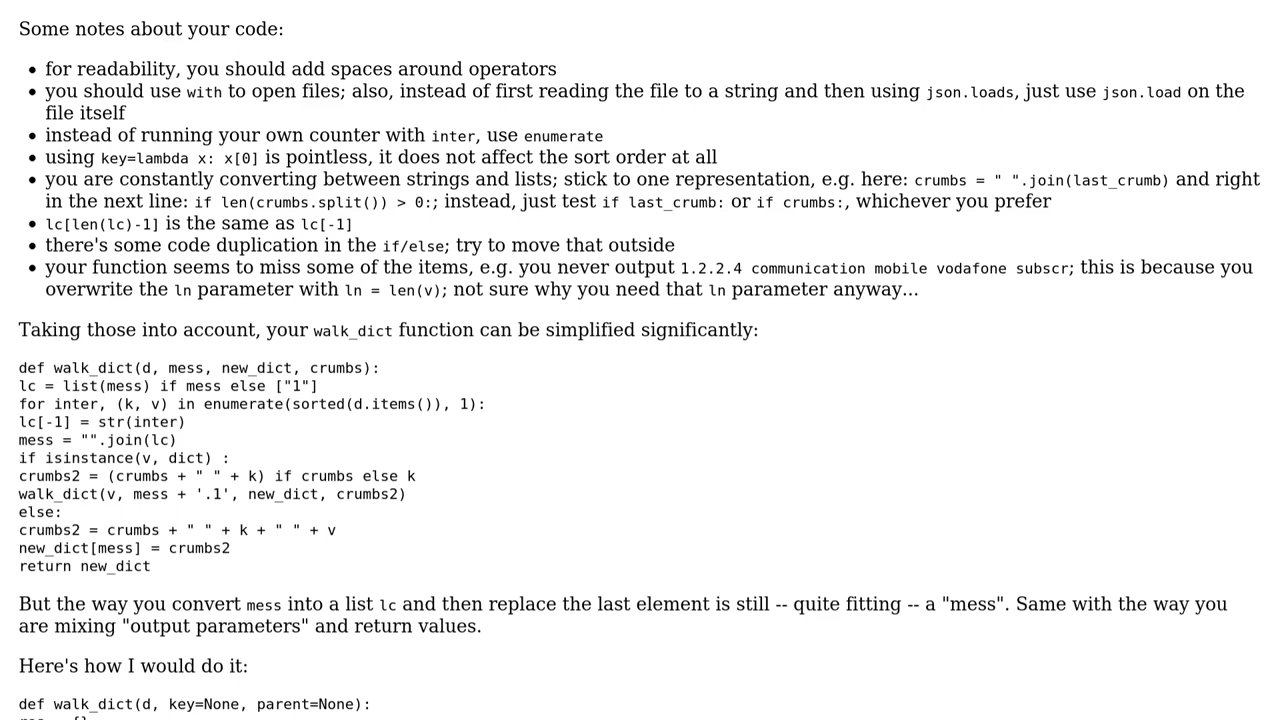 Some notes about your code:
• for readability, you should add spaces around operators
• you should use with to open files; also, instead of first reading the file to a string and then using json.loads, just use json.load on the
file itself
• instead of running your own counter with inter, use enumerate
• using key=lambda x: x[0] is pointless, it does not affect the sort order at all
• you are constantly converting between strings and lists; stick to one representation, e.g. here: crumbs = " ".join(last_crumb) and right
in the next line: if len(crumbs.split()) > 0:; instead, just test if last_crumb: or if crumbs:, whichever you prefer
• lc[len(lc)-1] is the same as lc[-1]
• there's some code duplication in the if/else; try to move that outside
• your function seems to miss some of the items, e.g. you never output 1.2.2.4 communication mobile vodafone subscr; this is because you
overwrite the ln parameter with ln = len(v); not sure why you need that ln parameter anyway...
Taking those into account, your walk_dict function can be simplified significantly:
def walk_dict(d, mess, new_dict, crumbs):
lc = list(mess) if mess else ["1"]
for inter, (k, v) in enumerate(sorted(d.items()), 1):
lc[-1] = str(inter)
mess = "".join(lc)
if isinstance(v, dict) :
crumbs2 = (crumbs + " " + k) if crumbs else k
walk_dict(v, mess + '.1', new_dict, crumbs2)
else:
crumbs2 = crumbs + " " + k + " " + v
new_dict[mess] = crumbs2
return new_dict
But the way you convert mess into a list lc and then replace the last element is still -- quite fitting -- a "mess". Same with the way you
are mixing "output parameters" and return values.
Here's how I would do it:
def walk_dict(d, key=None, parent=None):